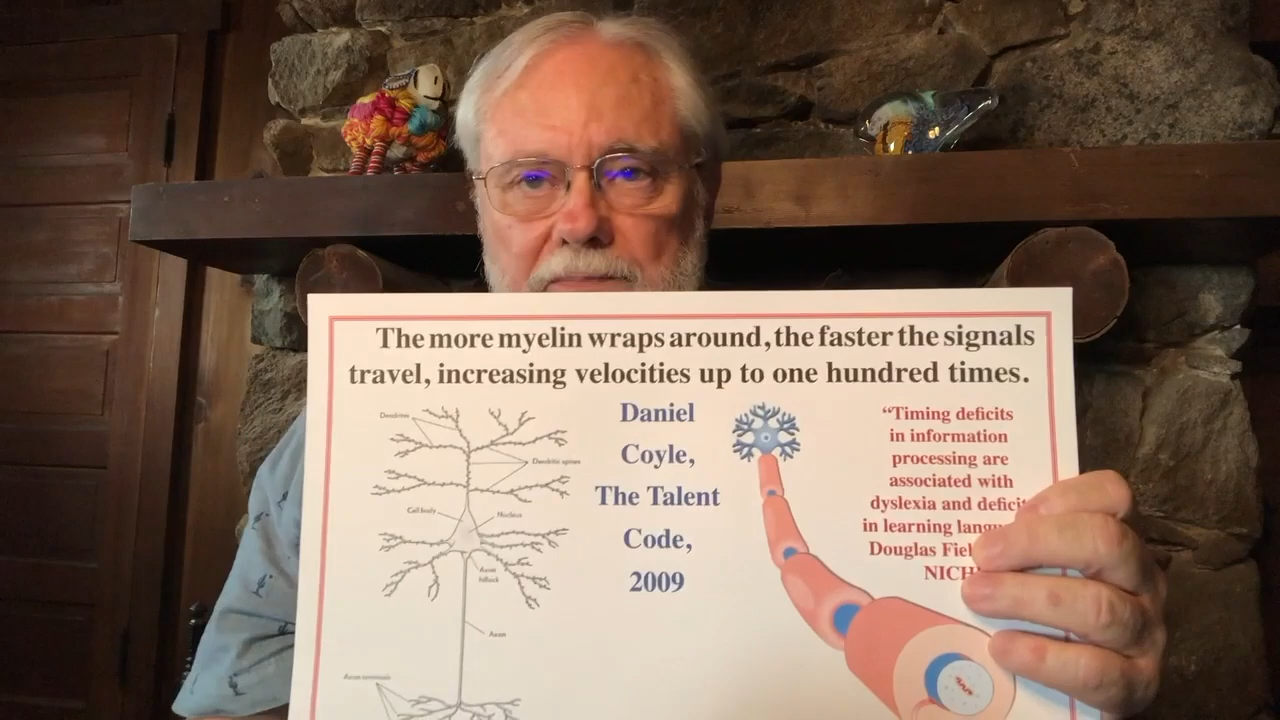 The more myelin wraps around, the faster the signals
travel, increasing velocities up to one hundred times.
Dendrites
Dendritic spines
Cell body
Nucleus
Axon
hillock
Axon
Daniel
Coyle,
The Talent
Code,
2009
“Timing deficits
in information
processing are
associated with
dyslexia and deficit
in learning
Douglas